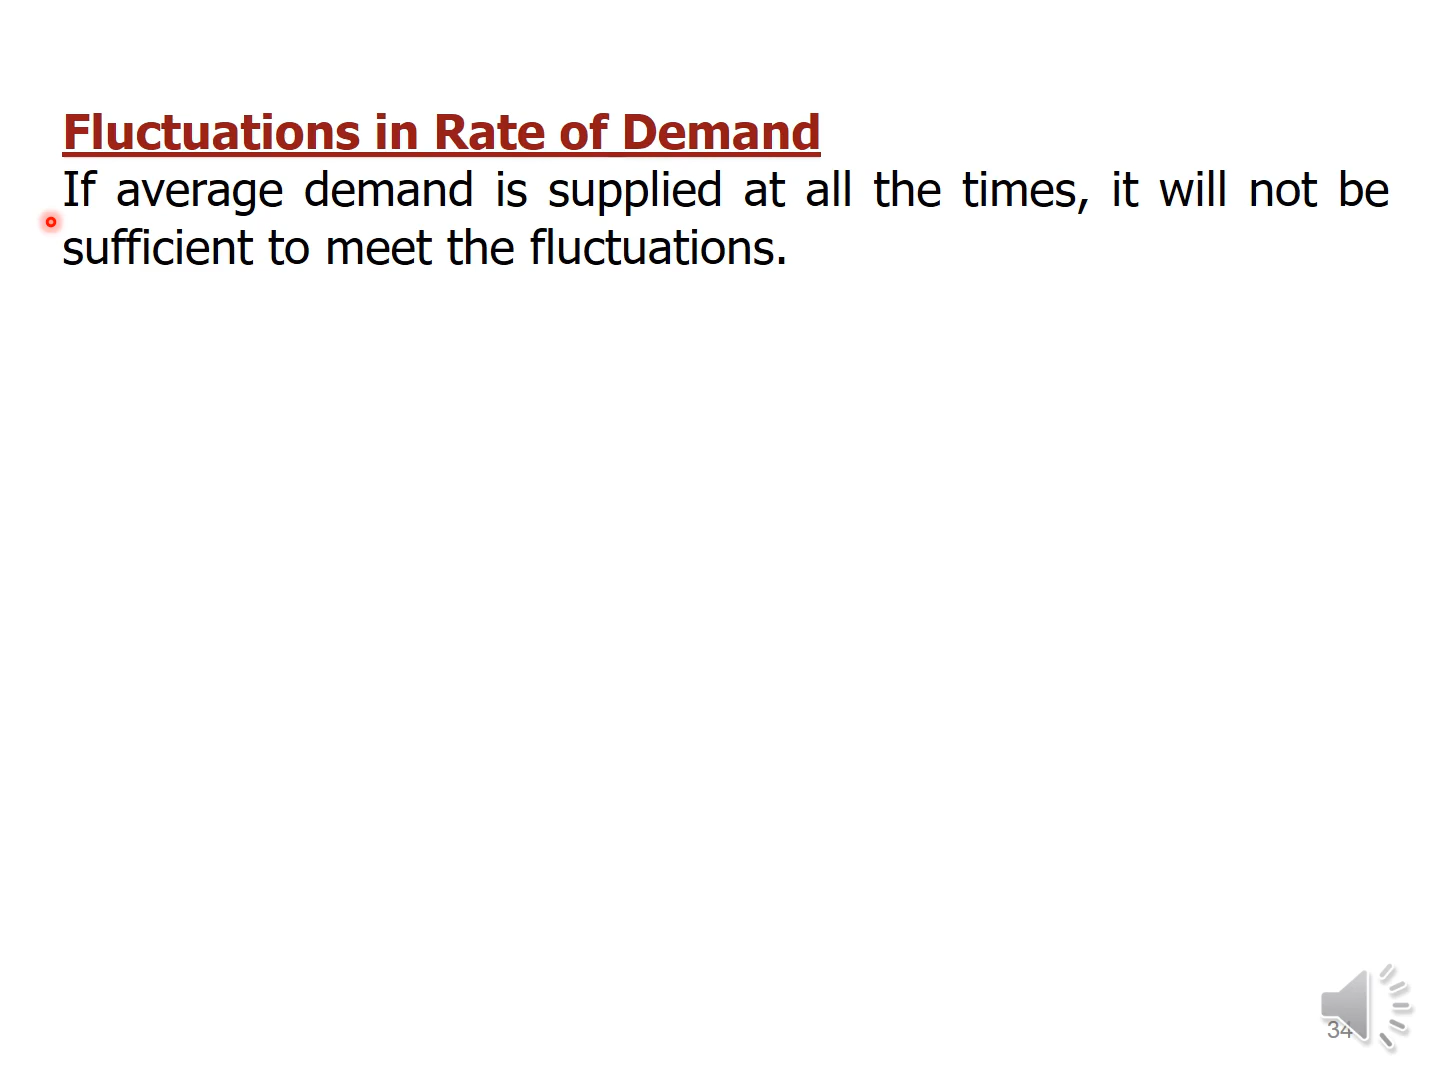 Fluctuations in Rate of Demand
If average demand is supplied at all the times, it will not be
sufficient to meet the fluctuations.
34